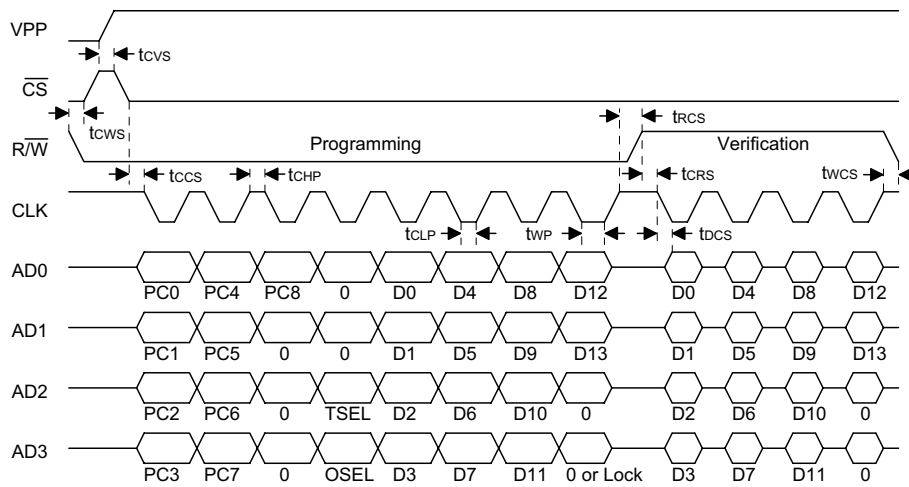 VPP
tCVS
CS
tCWS
tRCS
R/W Programming Verification
tCCS tCHP tCRS tWCS
CLK
tCLP tWP tDCS
AD0
PC0 PC4 PC8 0 D0 D4 D8 D12 D0 D4 D8 D12
AD1
PC1 PC5 0 0 D1 D5 D9 D13 D1 D5 D9 D13
AD2
PC2 PC6 0 TSEL D2 D6 D10 0 D2 D6 D10 0
AD3
PC3 PC7 0 OSEL D3 D7 D11 0 or Lock D3 D7 D11 0